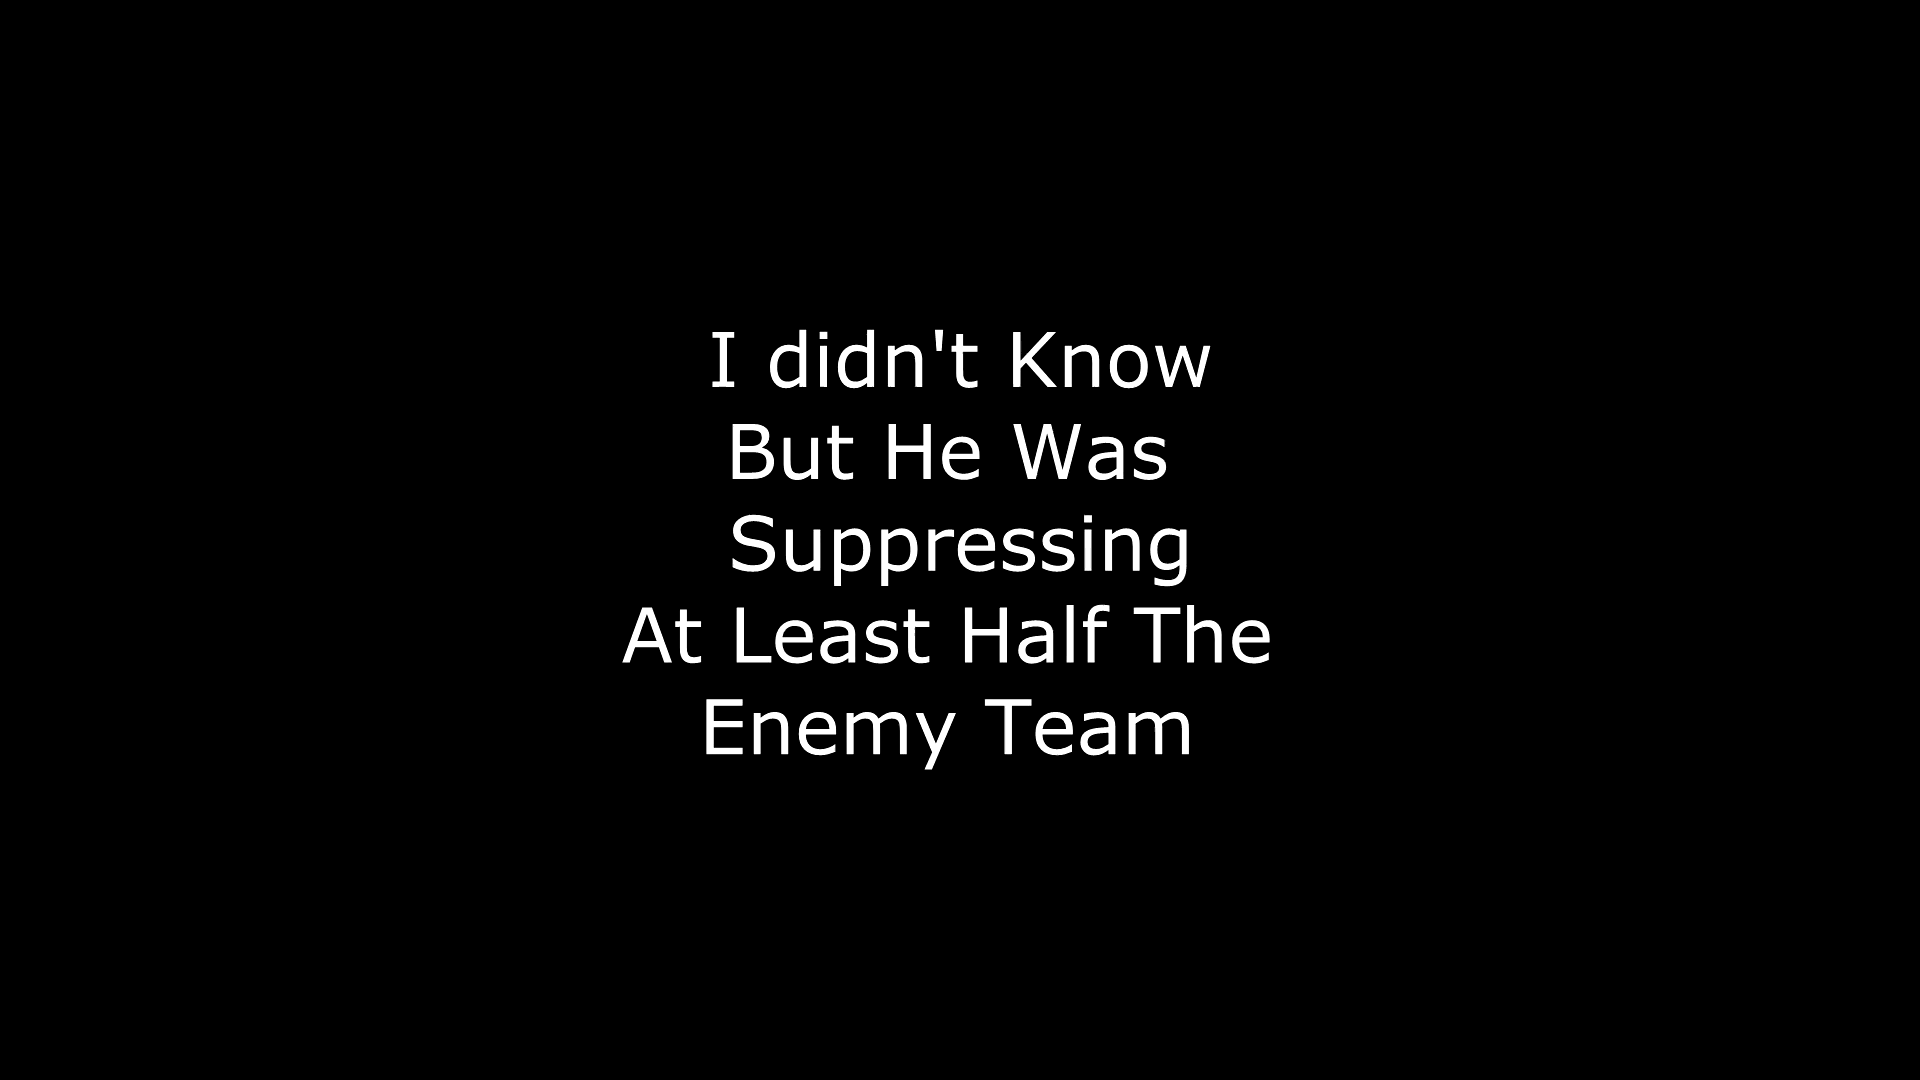 I didn't Know
But He Was
Suppressing
At Least Half The
Enemy Team